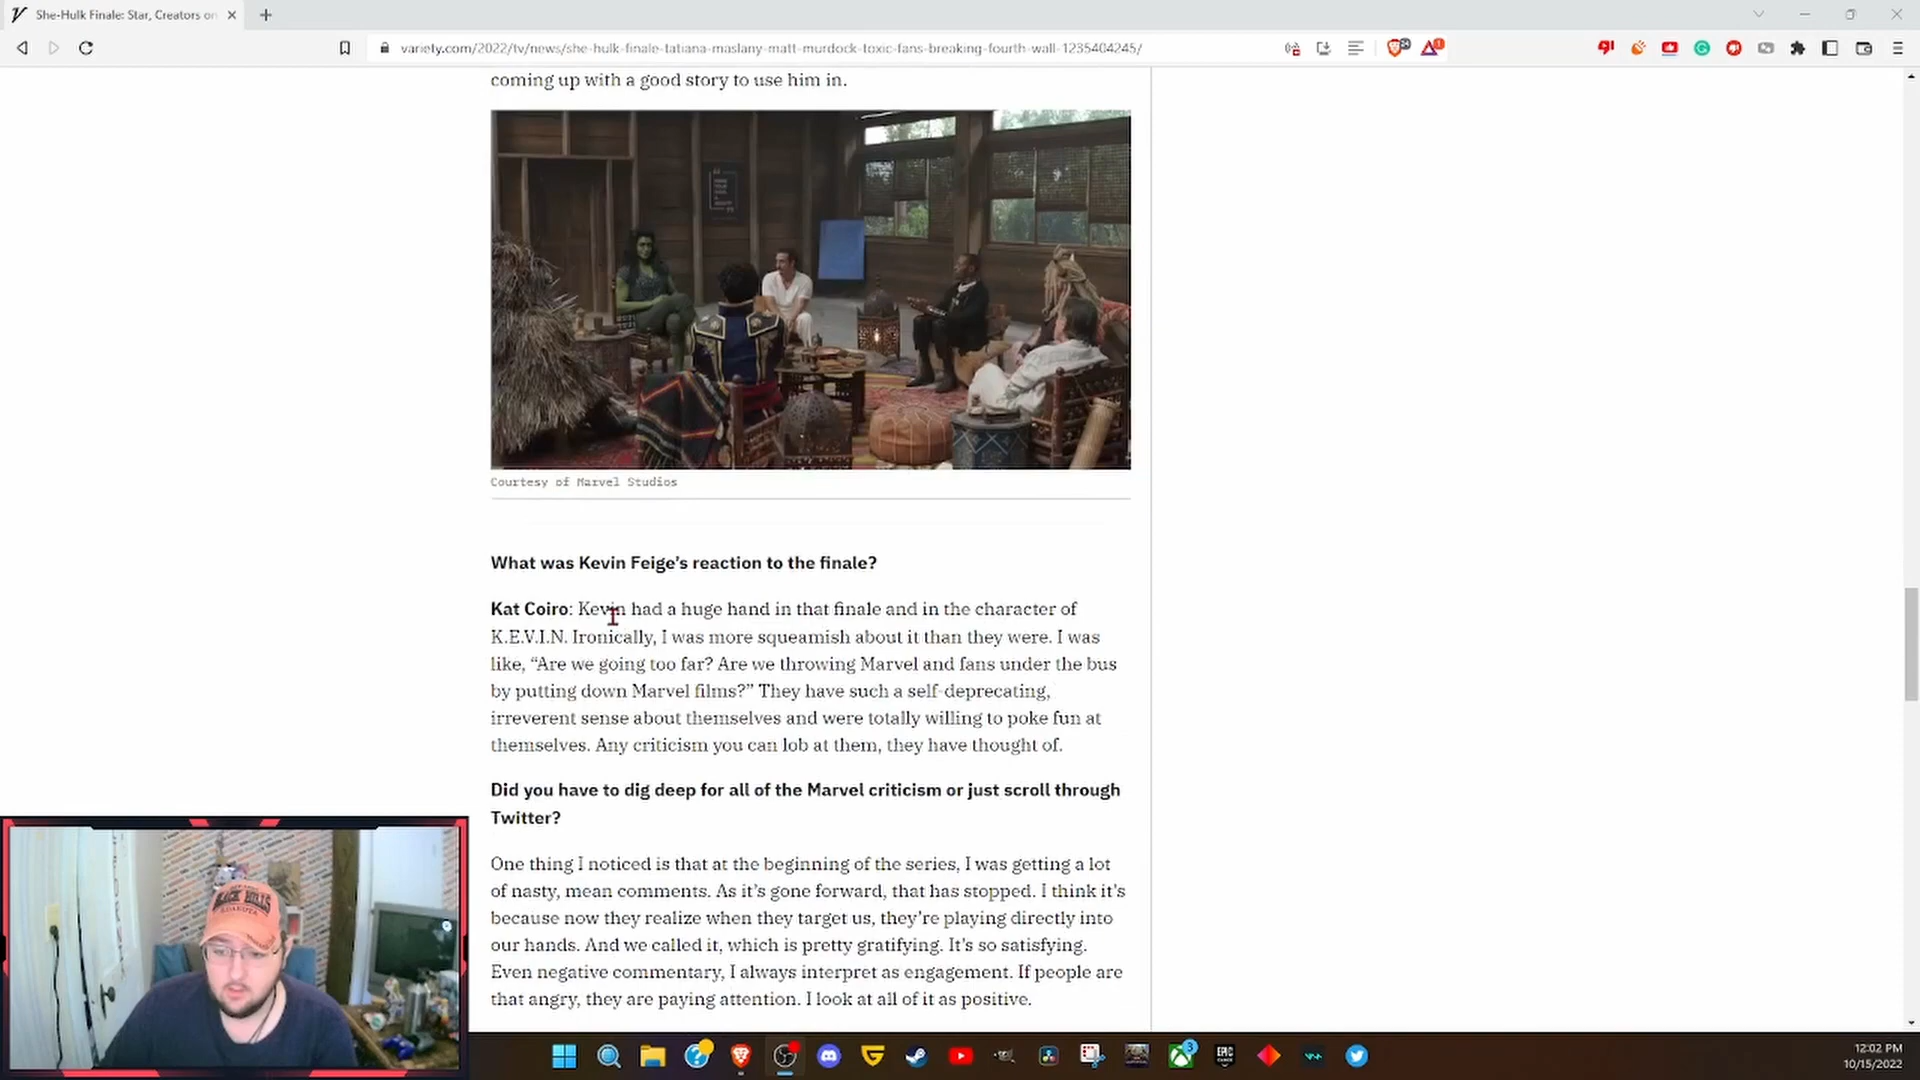 She-Hulk Finale: Star, Creators on
variety.com/2022/tv/news/she-hulk-finale-tatiana-maslany-matt-murdock-toxic-fans-breaking-fourth-wall-1235404245/
coming up with a good story to use him in.
Courtesy of Marvel Studios
What was Kevin Feige's reaction to the finale?
Kat Coiro: Kevin had a huge hand in that finale and in the character of
K.E.V.I.N. Ironically, I was more squeamish about it than they were. I was
like, “Are we going too far? Are we throwing Marvel and fans under the bus
by putting down Marvel films?” They have such a self-deprecating,
irreverent sense about themselves and were totally willing to poke fun at
themselves. Any criticism you can lob at them, they have thought of.
Did you have to dig deep for all of the Marvel criticism or just scroll through
Twitter?
One thing I noticed is that at the beginning of the series, I was getting a lot
of nasty, mean comments. As it's gone forward, that has stopped. I think it's
because now they realize when they target us, they're playing directly into
our hands. And we called it, which is pretty gratifying. It's so satisfying.
Even negative commentary, I always interpret as engagement. If people are
that angry, they are paying attention. I look at all of it as positive.
BLACK HILLS
3
EPIC
GAMES
12:02 PM
10/15/2022